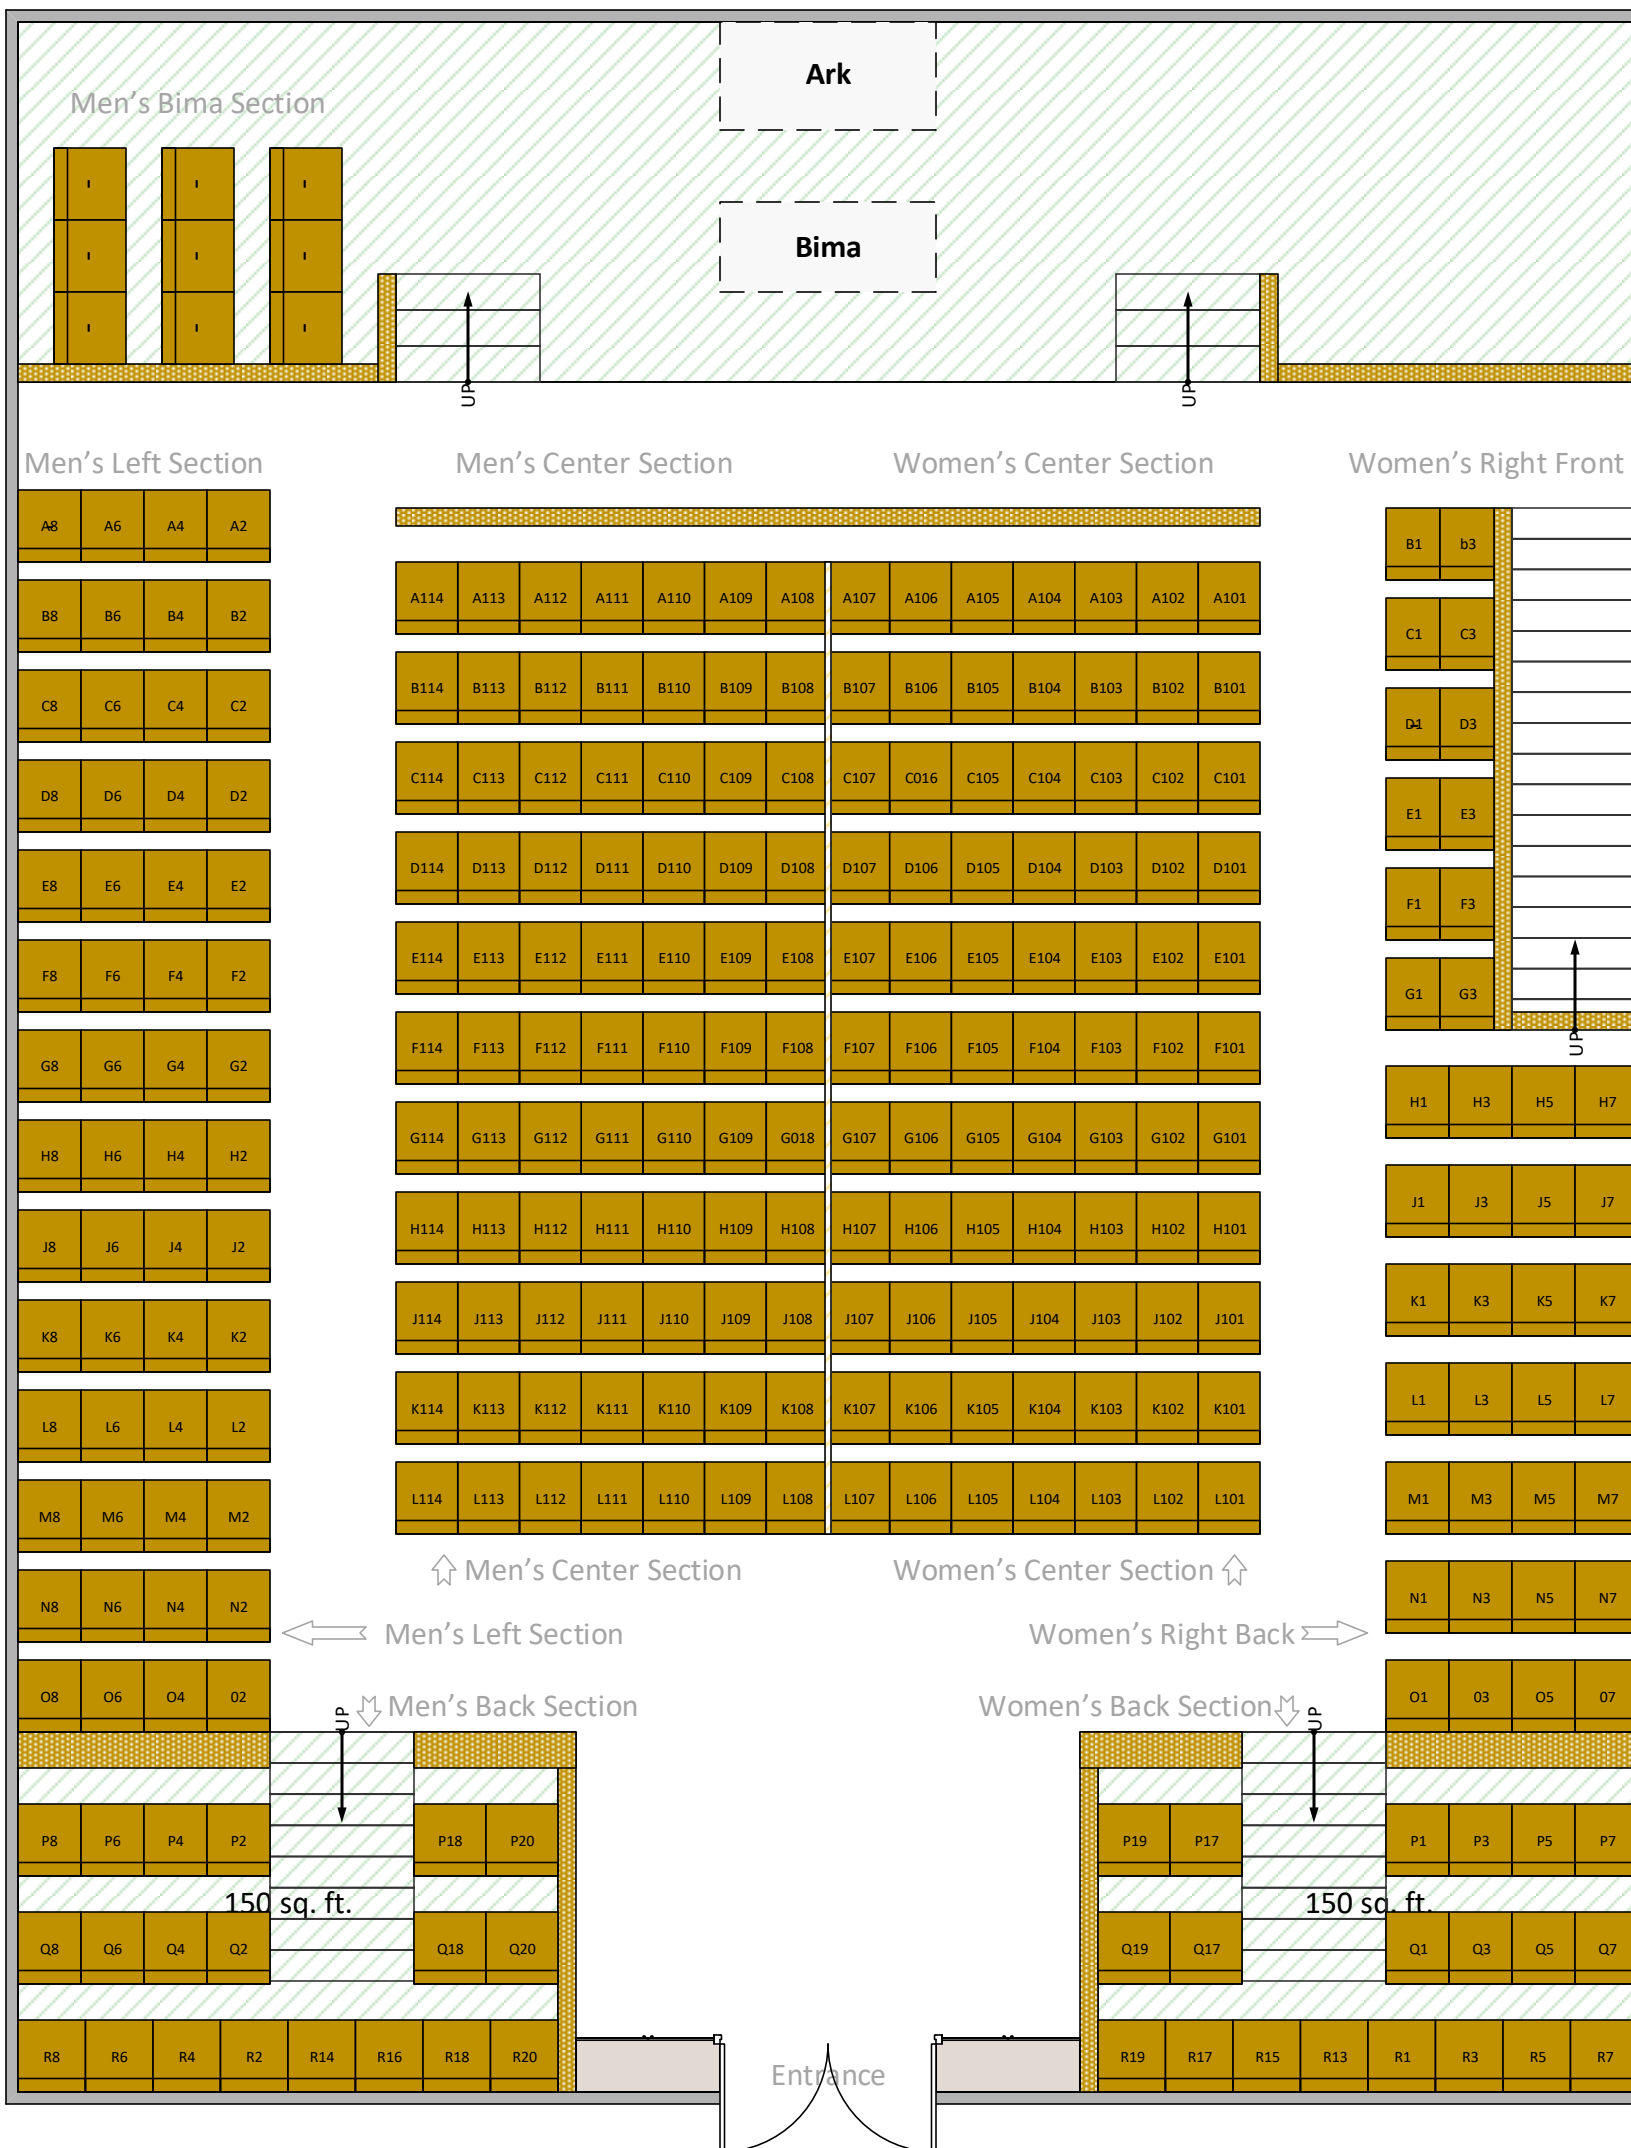 Ark
Men's Bima Section
Bima
UP UP
Men's Left Section Men's Center Section Women's Center Section Women's Right Front
A8 A6 A4 A2
B1 b3
A114 A113 A112 A111 A110 A109 A108 A107 A106 A105 A104 A103 A102 A101
B8 B6 B4 B2
C1 C3
B114 B113 B112 B111 B110 B109 B108 B107 B106 B105 B104 B103 B102 B101
C8 C6 C4 C2
D1 D3
C114 C113 C112 C111 C110 C109 C108 C107 C016 C105 C104 C103 C102 C101
D8 D6 D4 D2
E1 E3
D114 D113 D112 D111 D110 D109 D108 D107 D106 D105 D104 D103 D102 D101
E8 E6 E4 E2
F1 F3
E114 E113 E112 E111 E110 E109 E108 E107 E106 E105 E104 E103 E102 E101
F8 F6 F4 F2
G1 G3
UP
F114 F113 F112 F111 F110 F109 F108 F107 F106 F105 F104 F103 F102 F101
G8 G6 G4 G2
H1 H3 H5 H7
G114 G113 G112 G111 G110 G109 G018 G107 G106 G105 G104 G103 G102 G101
H8 H6 H4 H2
J1 J3 J5 J7
H114 H113 H112 H111 H110 H109 H108 H107 H106 H105 H104 H103 H102 H101
J8 J6 J4 J2
K1 K3 K5 K7
J114 J113 J112 J111 J110 J109 J108 J107 J106 J105 J104 J103 J102 J101
K8 K6 K4 K2
L1 L3 L5 L7
K114 K113 K112 K111 K110 K109 K108 K107 K106 K105 K104 K103 K102 K101
L8 L6 L4 L2
M1 M3 M5 M7
L114 L113 L112 L111 L110 L109 L108 L107 L106 L105 L104 L103 L102 L101
M8 M6 M4 M2
Men's Center Section Women's Center Section
N1 N3 N5 N7
N8 N6 N4 N2
Men's Left Section Women's Right Back
O8 O6 O4 02
O1 03 O5 07
UP Men's Back Section Women's Back Section UP
P8 P6 P4 P2 P18 P20 P19 P17 P1 P3 P5 P7
150 sq. ft. 150 sq. ft.
Q8 Q6 Q4 Q2 Q18 Q20 Q19 Q17 Q1 Q3 Q5 Q7
R8 R6 R4 R2 R14 R16 R18 R20 R19 R17 R15 R13 R1 R3 R5 R7
Entrance